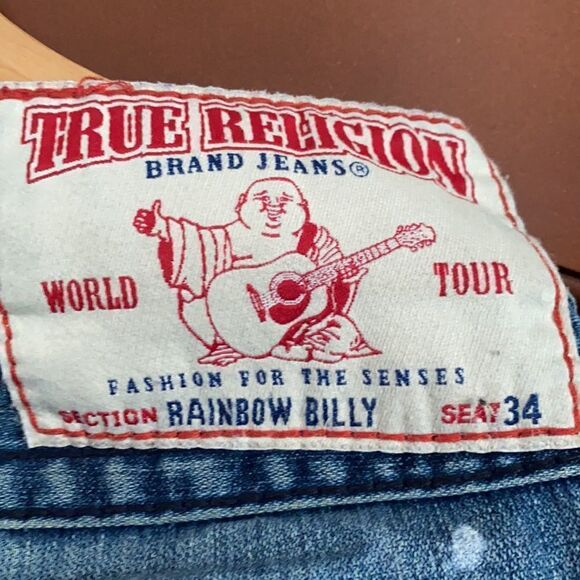 TRUE RELIGION
BRAND JEANS®
WORLD TOUR
FASHION FOR THE SENSES
SECTION RAINBOW BILLY SEAT 34